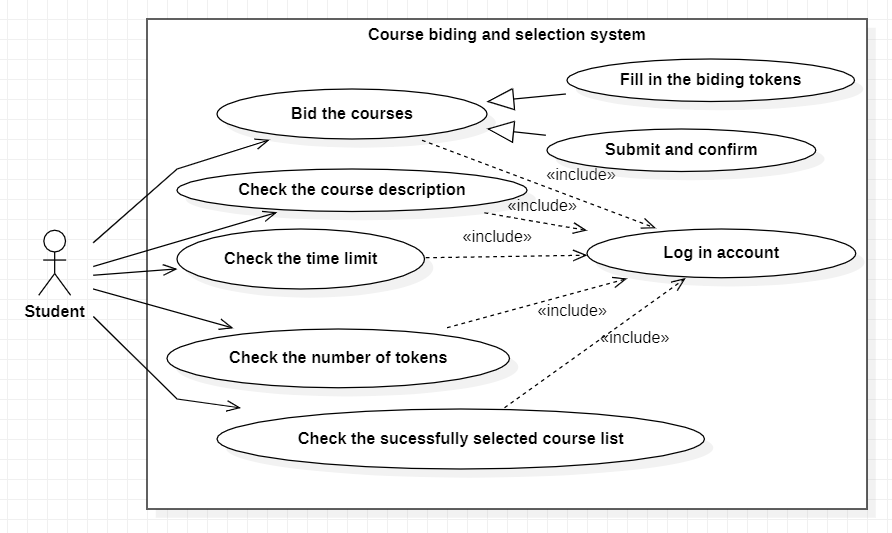 Course biding and selection system
Fill in the biding tokens
Bid the courses
Submit and confirm
«include»
Check the course description
«include»
«include»
Log in account
Check the time limit
Student
«include»
«include»
Check the number of tokens
Check the sucessfully selected course list